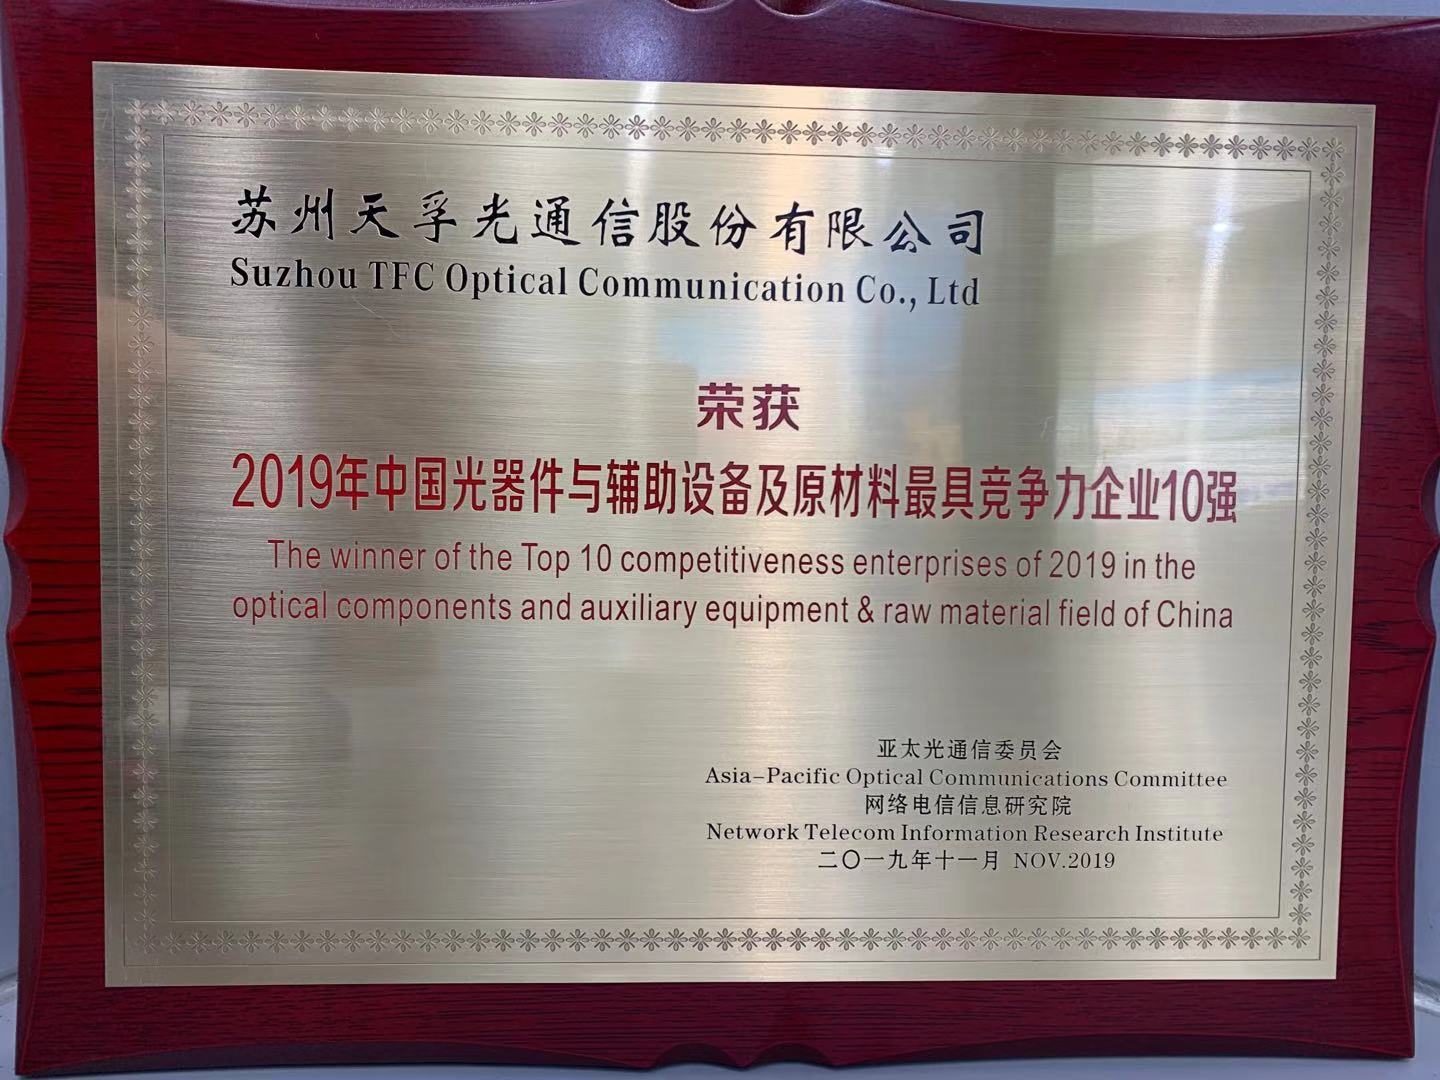 苏州天孚光通信股份有限公司
Suzhou TFC Optical Communication Co., Ltd
荣获
2019年中国光器件与辅助设备及原材料最具竞争力企业10强
The winner of the Top 10 competitiveness enterprises of 2019 in the
optical components and auxiliary equipment & raw material field of China
亚太光通信委员会
Asia-Pacific Optical Communications Committee
网络电信信息研究院
Network Telecom Information Research Institute
二〇一九年十一月 NOV.2019